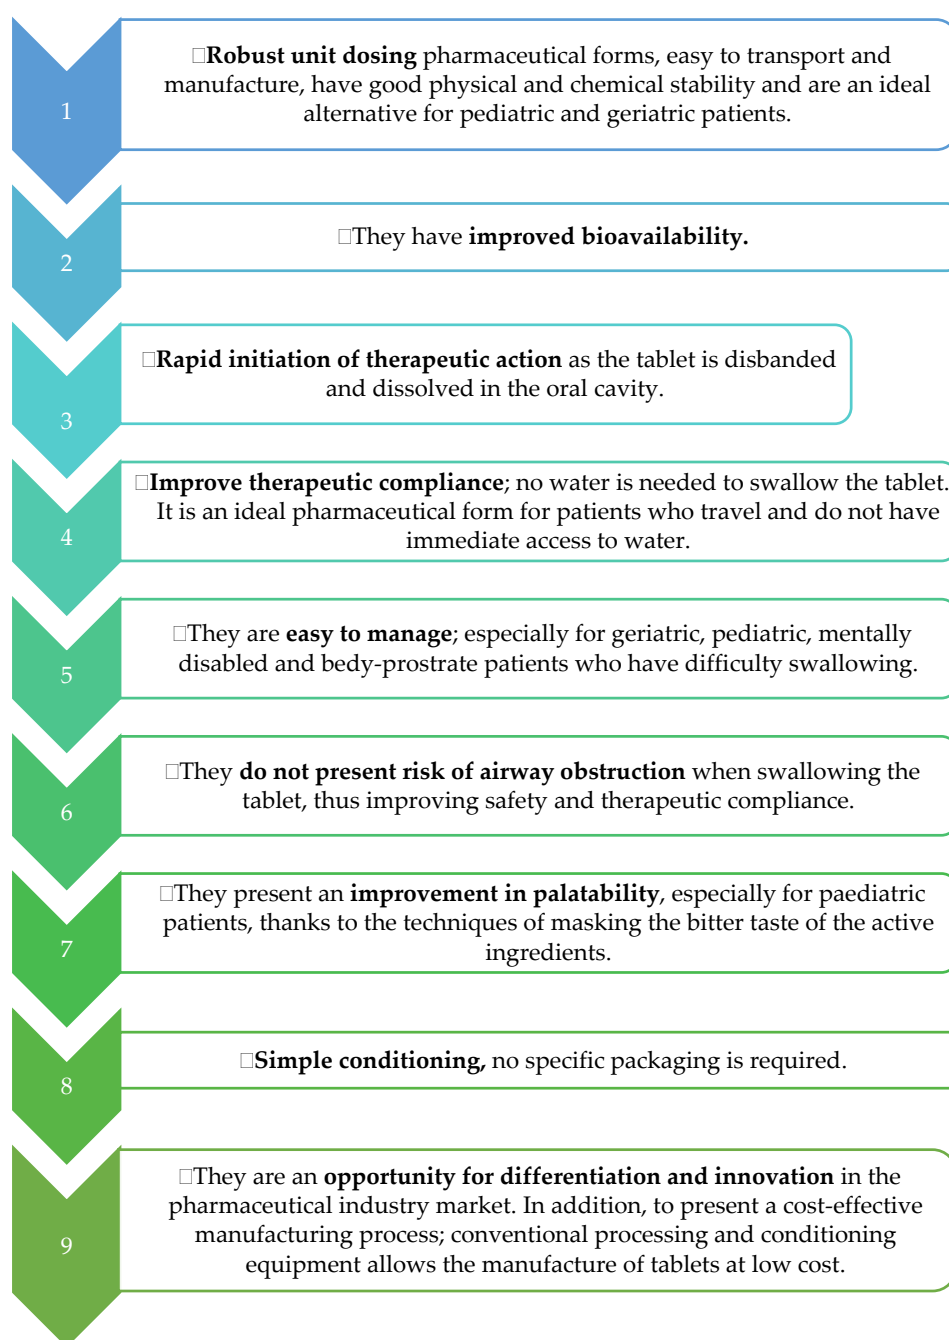 1
□Robust unit dosing pharmaceutical forms, easy to transport and
manufacture, have good physical and chemical stability and are an ideal
alternative for pediatric and geriatric patients.
2
□They have improved bioavailability.
3
□Rapid initiation of therapeutic action as the tablet is disbanded
and dissolved in the oral cavity.
4
□Improve therapeutic compliance; no water is needed to swallow the tablet.
It is an ideal pharmaceutical form for patients who travel and do not have
immediate access to water.
5
□They are easy to manage; especially for geriatric, pediatric, mentally
disabled and bedy-prostrate patients who have difficulty swallowing.
6
□They do not present risk of airway obstruction when swallowing the
tablet, thus improving safety and therapeutic compliance.
7
□They present an improvement in palatability, especially for paediatric
patients, thanks to the techniques of masking the bitter taste of the active
ingredients.
8
□Simple conditioning, no specific packaging is required.
9
□They are an opportunity for differentiation and innovation in the
pharmaceutical industry market. In addition, to present a cost-effective
manufacturing process; conventional processing and conditioning
equipment allows the manufacture of tablets at low cost.